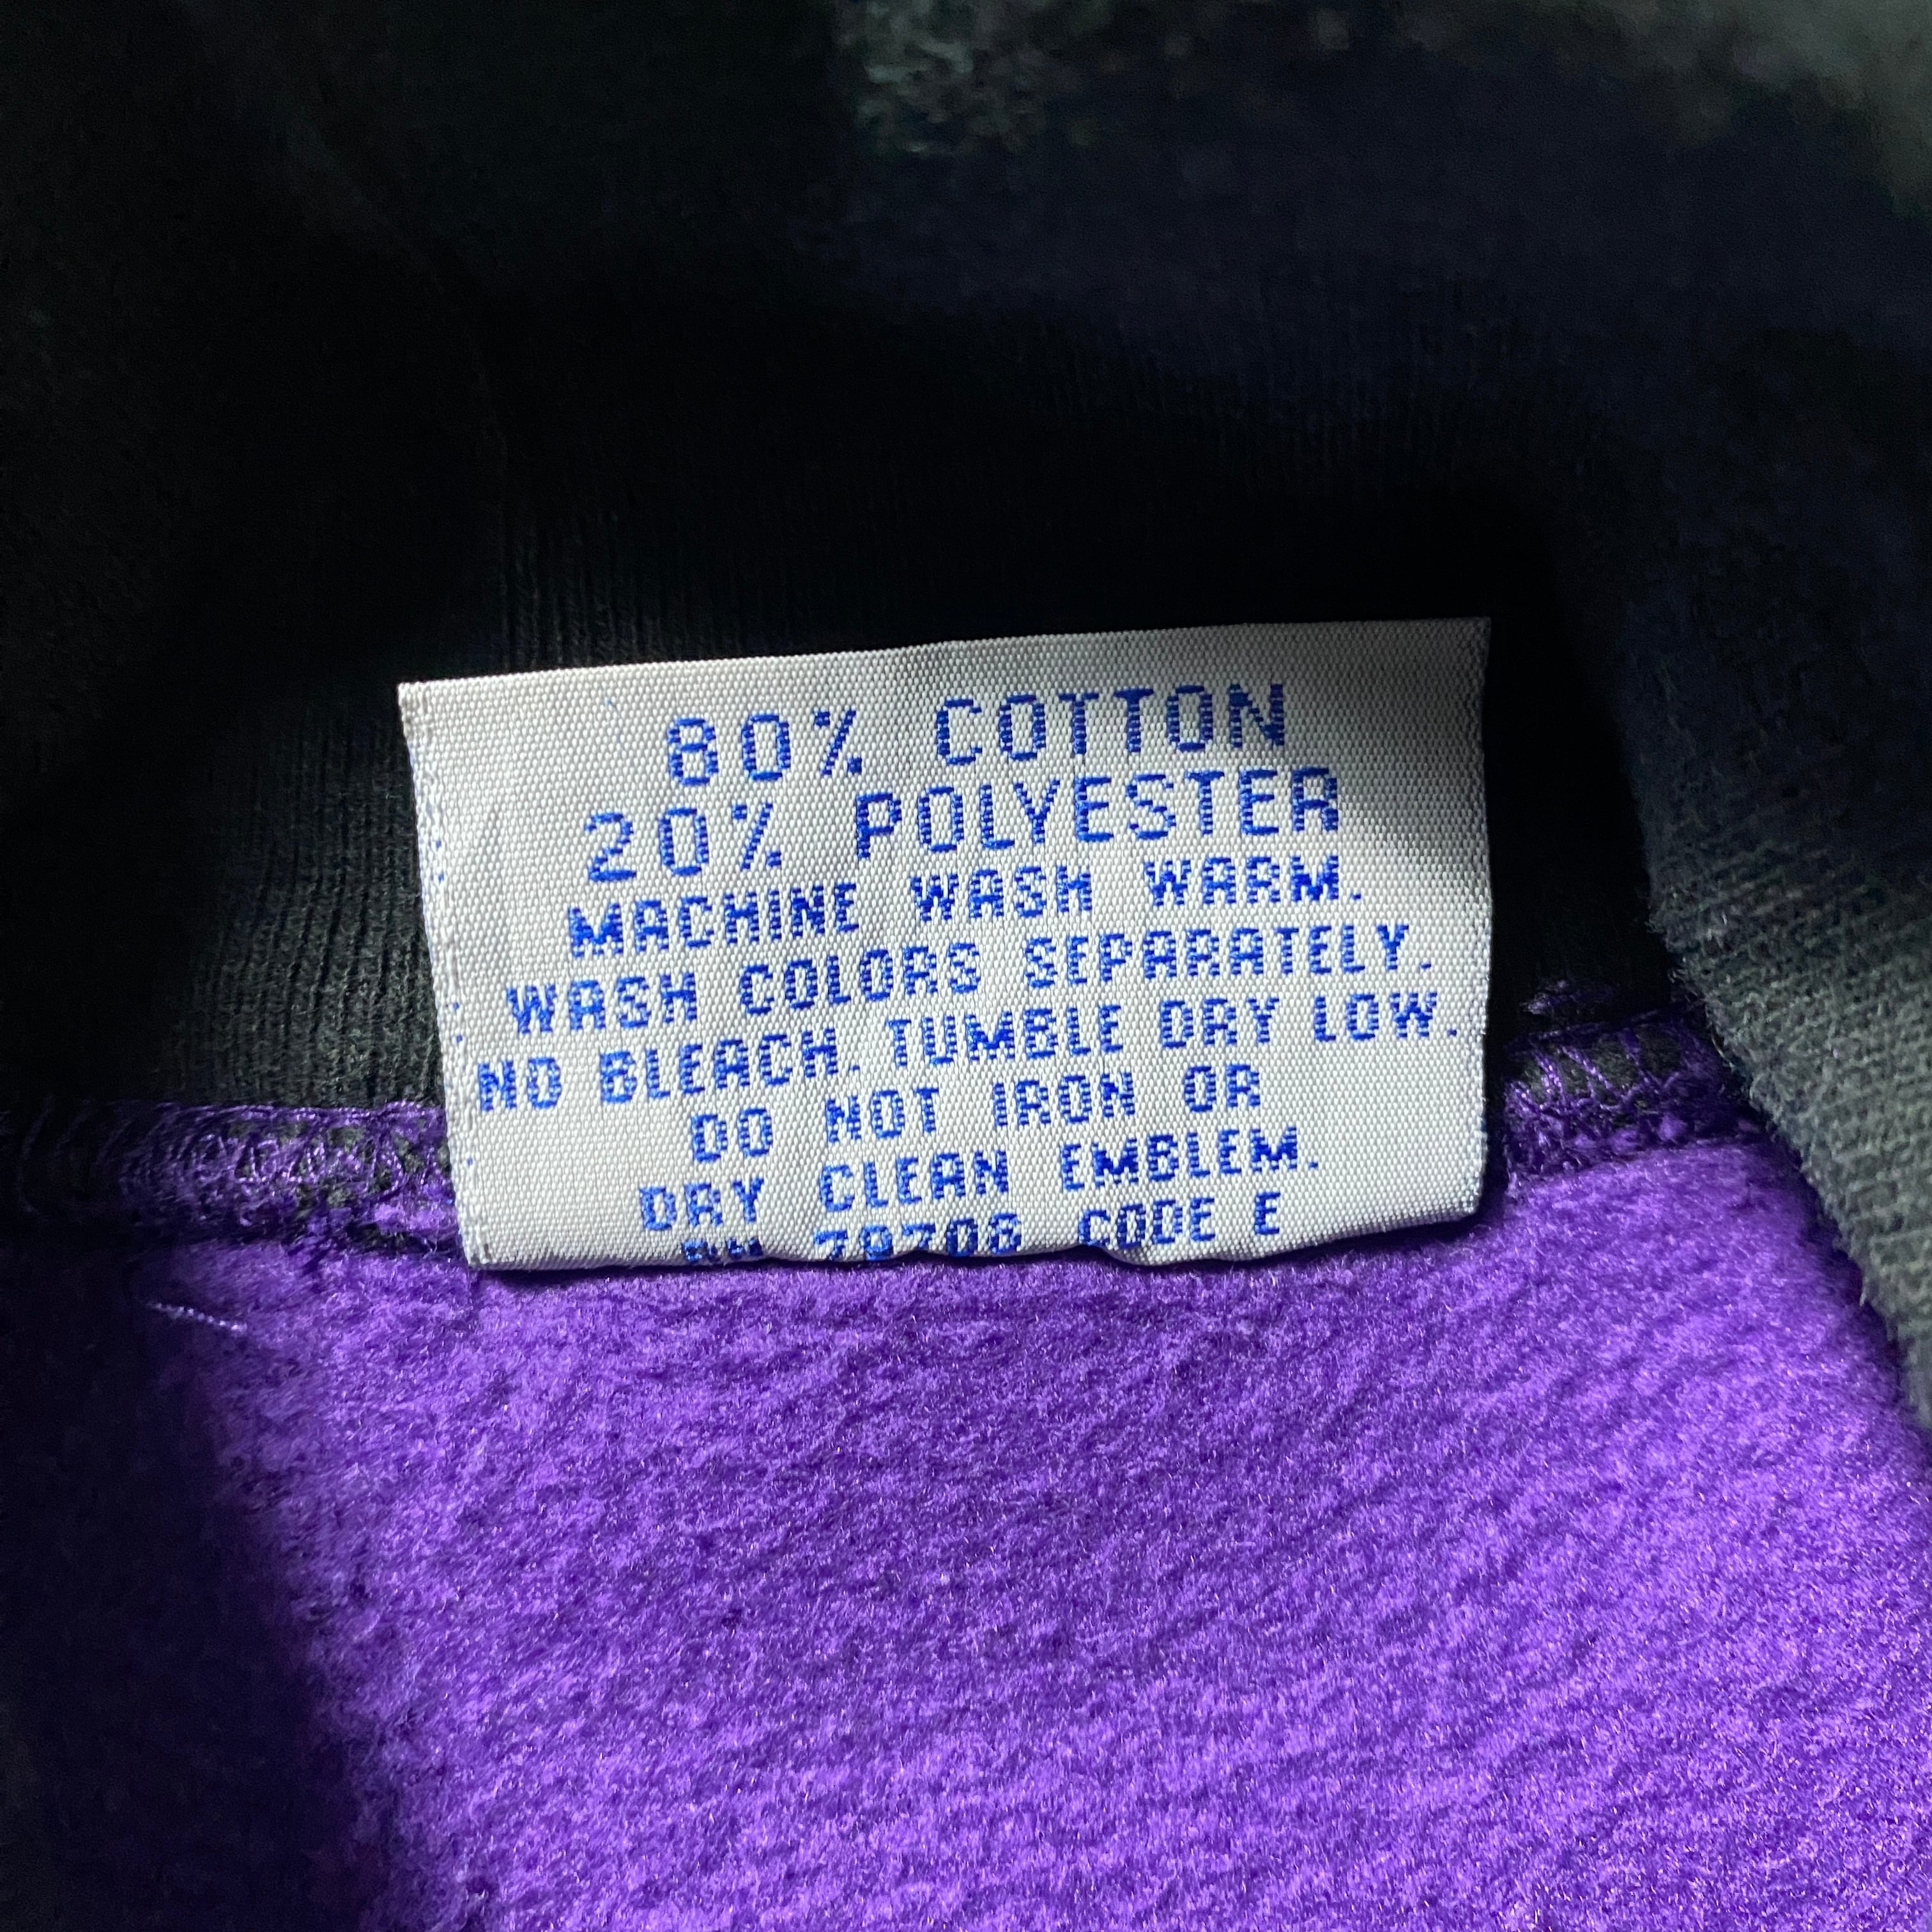 80% COTTON
20% POLYESTER
MACHINE WASH WARM.
WASH COLORS SEPARATELY.
NO BLEACH. TUMBLE DRY LOW.
DO NOT IRON OR
DRY CLEAN EMBLEM.
CODE E